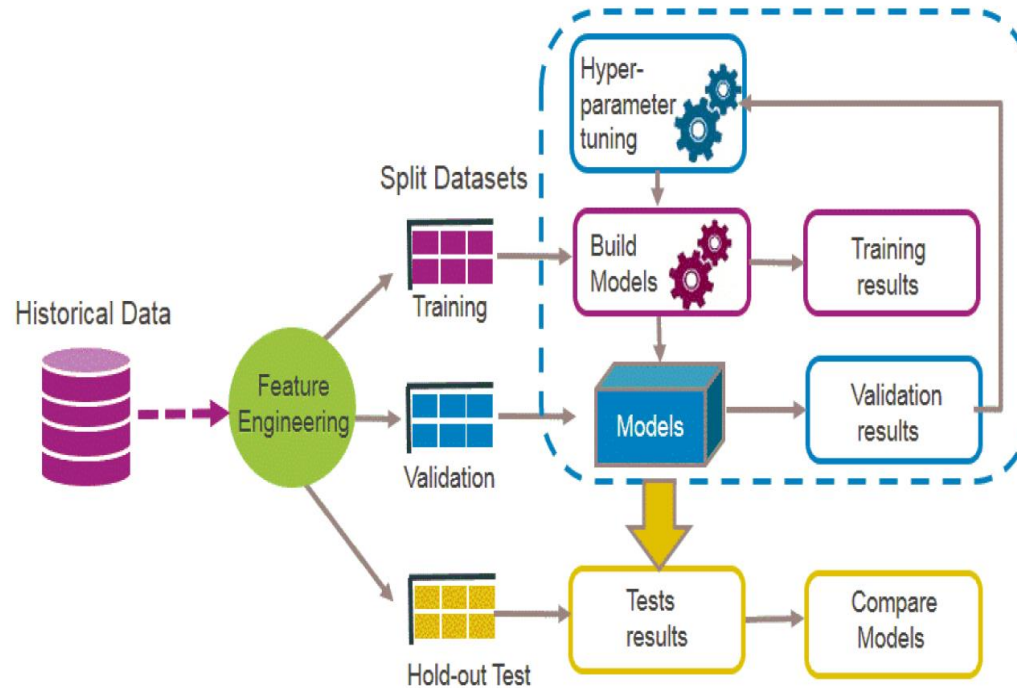 Hyper-
parameter
tuning
Split Datasets
Build
Models
Training
results
Training
Historical Data
Feature
Engineering
Models
Validation
results
Validation
Tests
results
Compare
Models
Hold-out Test